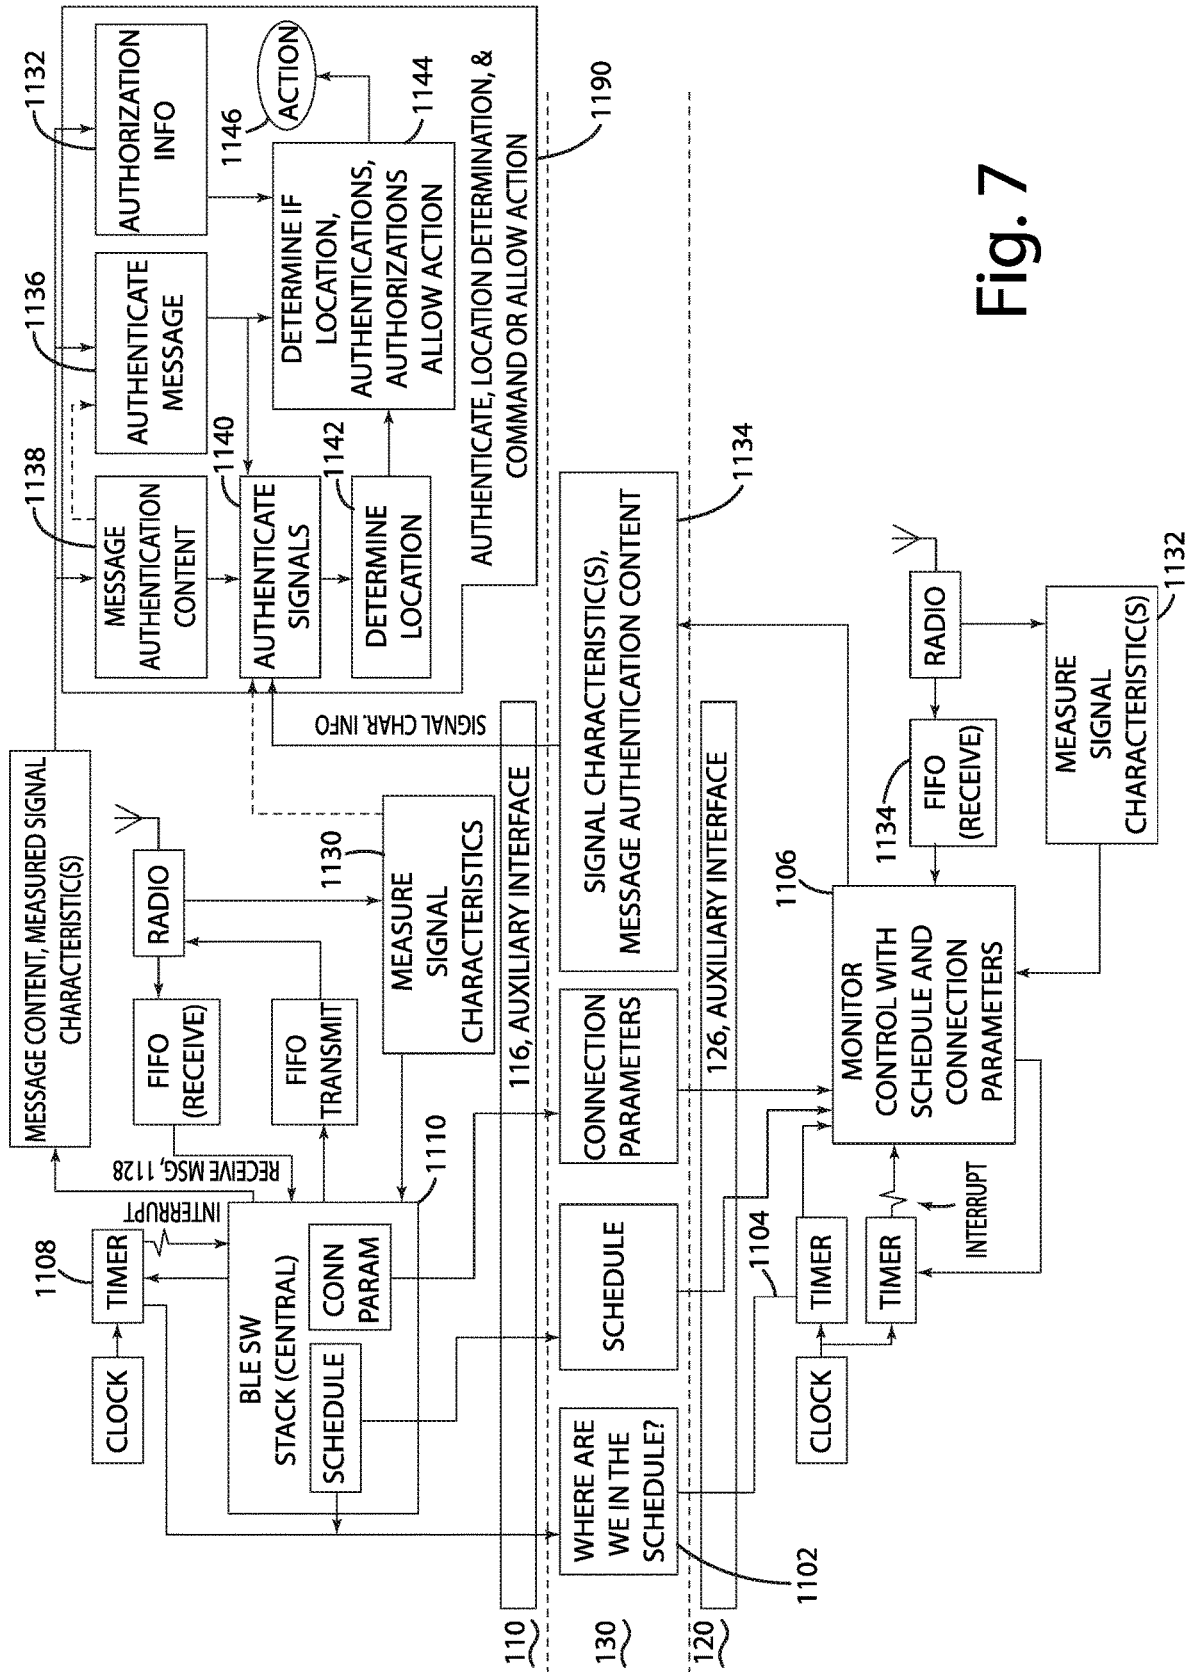 MESSAGE CONTENT, MEASURED SIGNAL
CHARACTERISTIC(S)
1132
AUTHORIZATION
INFO
1136
AUTHENTICATE
MESSAGE
1138
MESSAGE
AUTHENTICATION
CONTENT
1146
ACTION
1144
DETERMINE IF
LOCATION,
AUTHENTICATIONS,
AUTHORIZATIONS
ALLOW ACTION
1140
AUTHENTICATE
SIGNALS
1142
DETERMINE
LOCATION
AUTHENTICATE, LOCATION DETERMINATION, &
COMMAND OR ALLOW ACTION
1190
1108
CLOCK
TIMER
INTERRUPT
RECEIVE MSG, 1128
FIFO
(RECEIVE)
RADIO
FIFO
TRANSMIT
1130
MEASURE
SIGNAL
CHARACTERISTICS
SIGNAL CHAR. INFO
BLE SW
STACK (CENTRAL)
SCHEDULE
CONN
PARAM
1110
110
116, AUXILIARY INTERFACE
130
WHERE ARE
WE IN THE
SCHEDULE?
1102
SCHEDULE
CONNECTION
PARAMETERS
SIGNAL CHARACTERISTIC(S),
MESSAGE AUTHENTICATION CONTENT
1134
120
126, AUXILIARY INTERFACE
1104
CLOCK
TIMER
TIMER
INTERRUPT
1106
MONITOR
CONTROL WITH
SCHEDULE AND
CONNECTION
PARAMETERS
1134
FIFO
(RECEIVE)
RADIO
MEASURE
SIGNAL
CHARACTERISTIC(S)
1132
Fig. 7